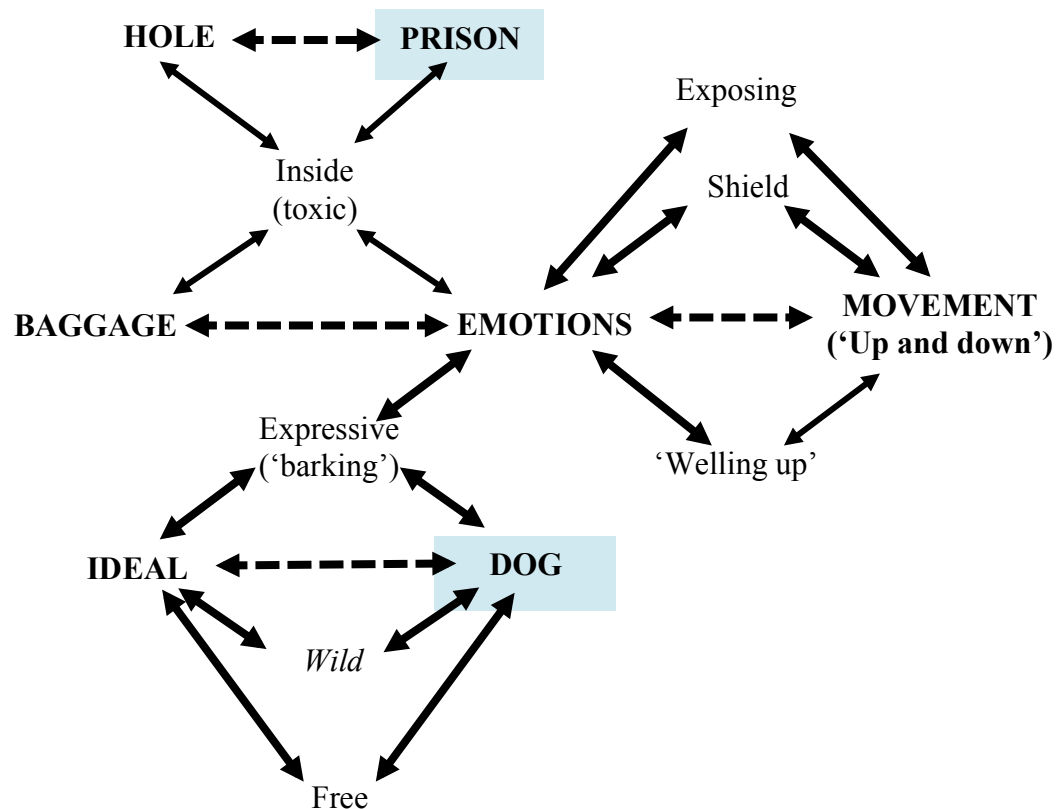 HOLE
PRISON
Exposing
Inside
(toxic)
Shield
BAGGAGE
EMOTIONS
MOVEMENT
(‘Up and down’)
Expressive
(‘barking’)
‘Welling up’
IDEAL
DOG
Wild
Free